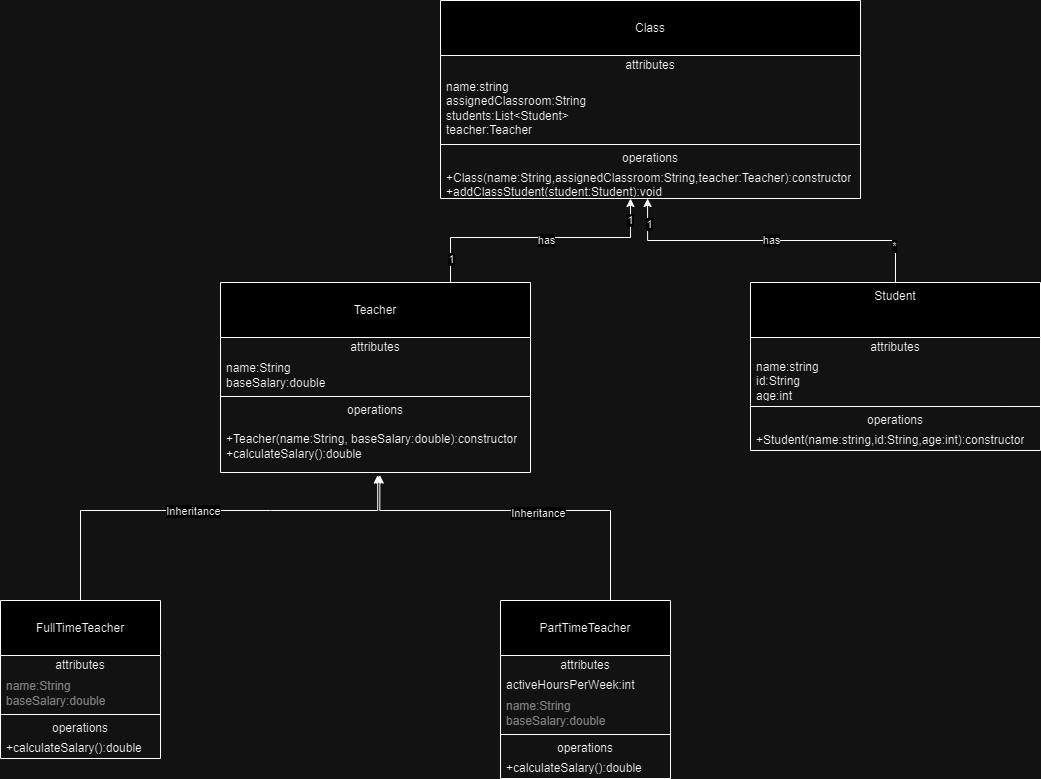 Class
attributes
name:string
assignedClassroom:String
students:List<Student>
teacher:Teacher
operations
+Class(name:String,assignedClassroom:String,teacher:Teacher):constructor
+addClassStudent(student:Student):void
1
1
has
has
*
1
Teacher
attributes
name:String
baseSalary:double
operations
+Teacher(name:String, baseSalary:double):constructor
+calculateSalary():double
Student
attributes
name:string
id:String
age:int
operations
+Student(name:string,id:String,age:int):constructor
Inheritance
Inheritance
FullTimeTeacher
attributes
name:String
baseSalary:double
operations
+calculateSalary():double
PartTimeTeacher
attributes
activeHoursPerWeek:int
name:String
baseSalary:double
operations
+calculateSalary():double